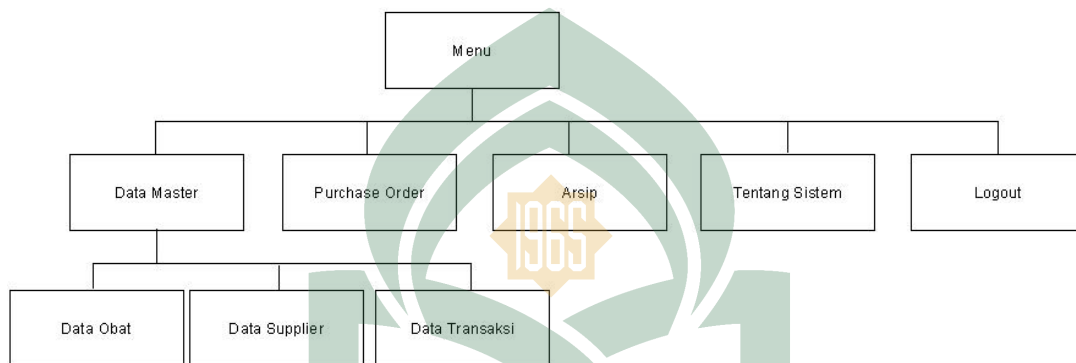 Menu
Data Master
Purchase Order
Arsip
Tentang Sistem
Logout
1965
Data Obat
Data Supplier
Data Transaksi